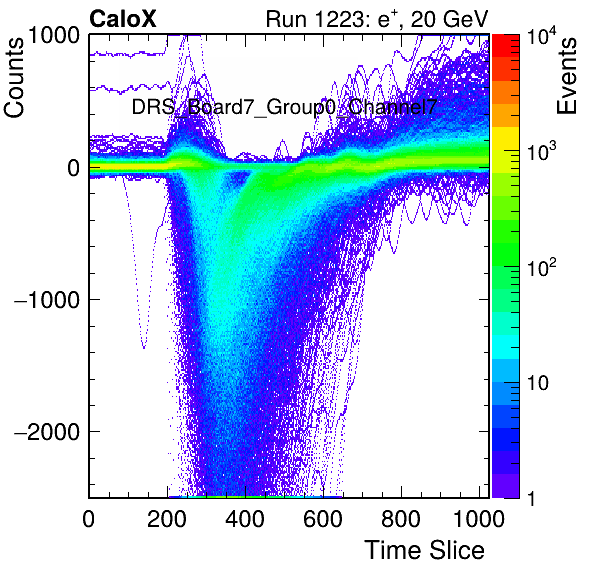 CaloX
Run 1223: e+, 20 GeV
Counts
Events
DRS_Board7_Group0_Channel7
1000
0
−1000
−2000
0
200
400
600
800
1000
Time Slice
10^4
10^3
10^2
10
1